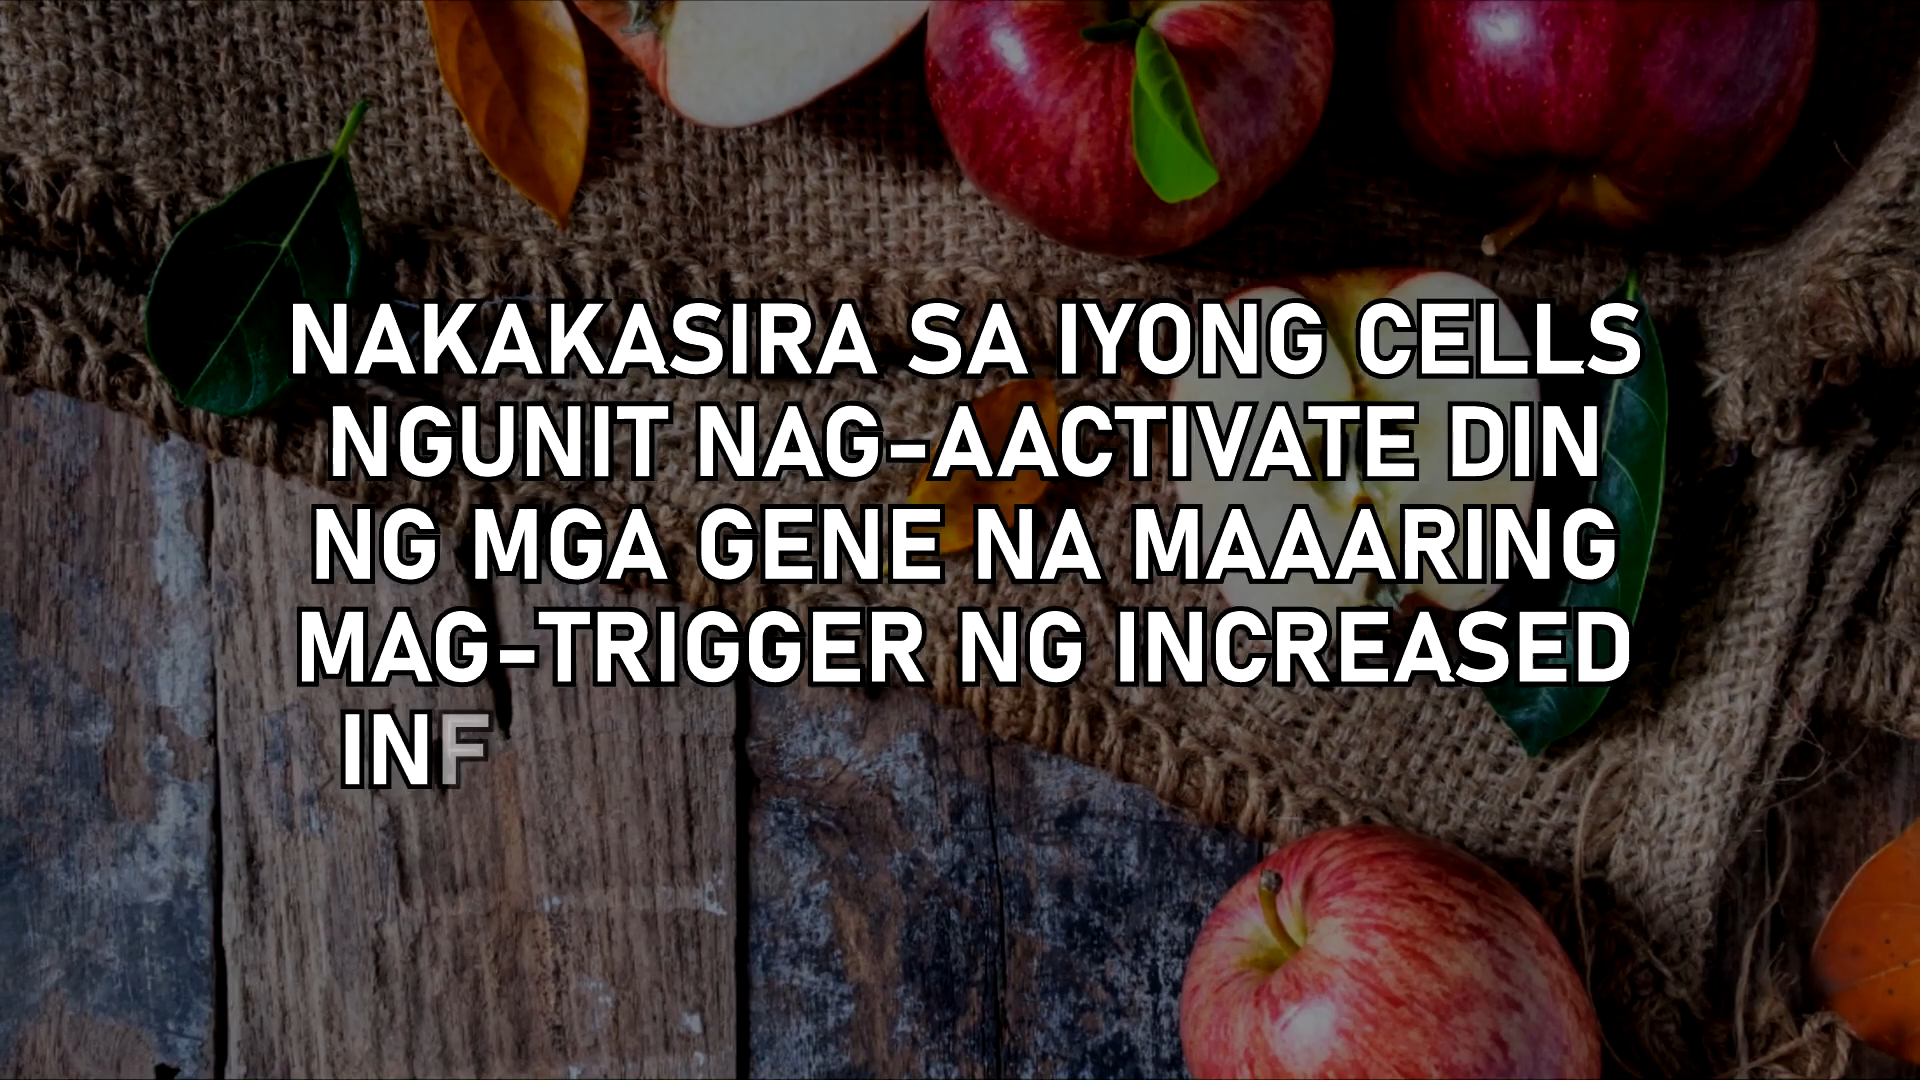 NAKAKASIRA SA IYONG CELLS
NGUNIT NAG-AACTIVATE DIN
NG MGA GENE NA MAAARING
MAG-TRIGGER NG INCREASED
INF